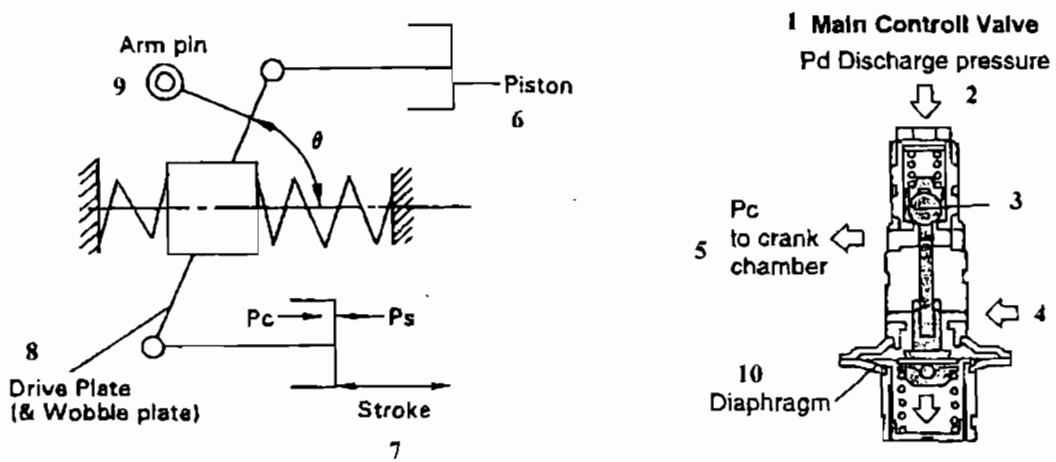 1 Main Controll Valve
Pd Discharge pressure
2
Arm pin
9
Piston
6
θ
3
Pc
5 to crank
chamber
4
Pc Ps
8
Drive Plate
(& Wobble plate)
Stroke
7
10
Diaphragm